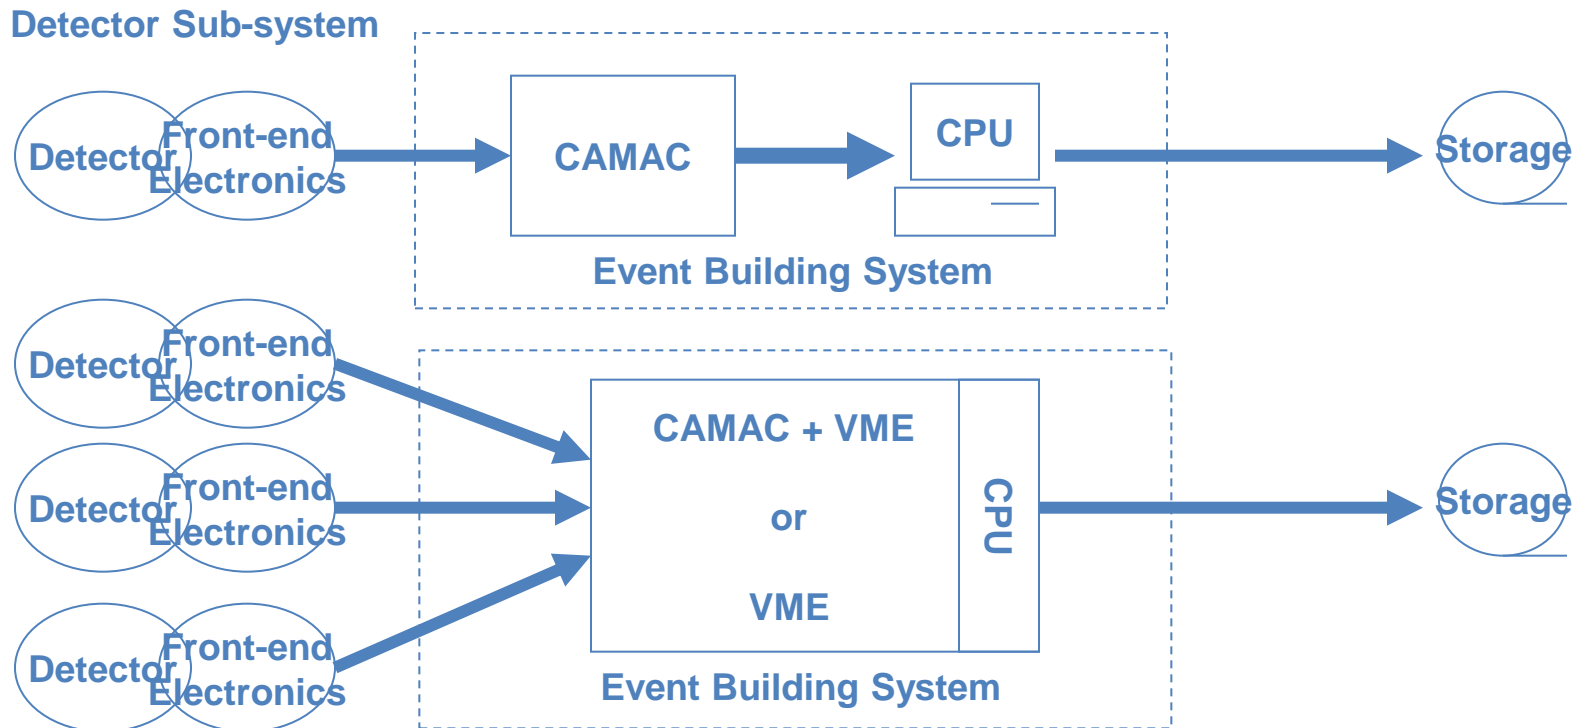 Detector Sub-system
Detector
Front-end
Electronics
CAMAC
CPU
Storage
Event Building System
Detector
Front-end
Electronics
Detector
Front-end
Electronics
Detector
Front-end
Electronics
CAMAC + VME
or
VME
CPU
Storage
Event Building System